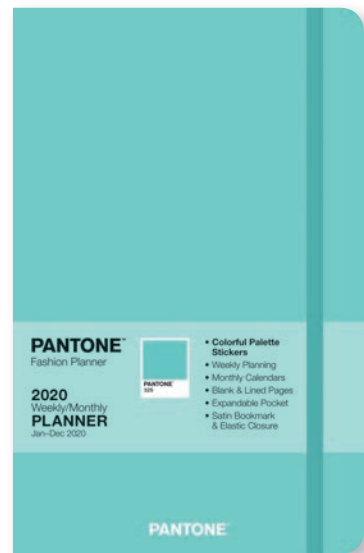 PANTONE™
Fashion Planner
2020
Weekly/Monthly
PLANNER
Jan–Dec 2020
PANTONE
• Colorful Palette
Stickers
• Weekly Planning
• Monthly Calendars
• Blank & Lined Pages
• Expandable Pocket
• Satin Bookmark
& Elastic Closure
PANTONE